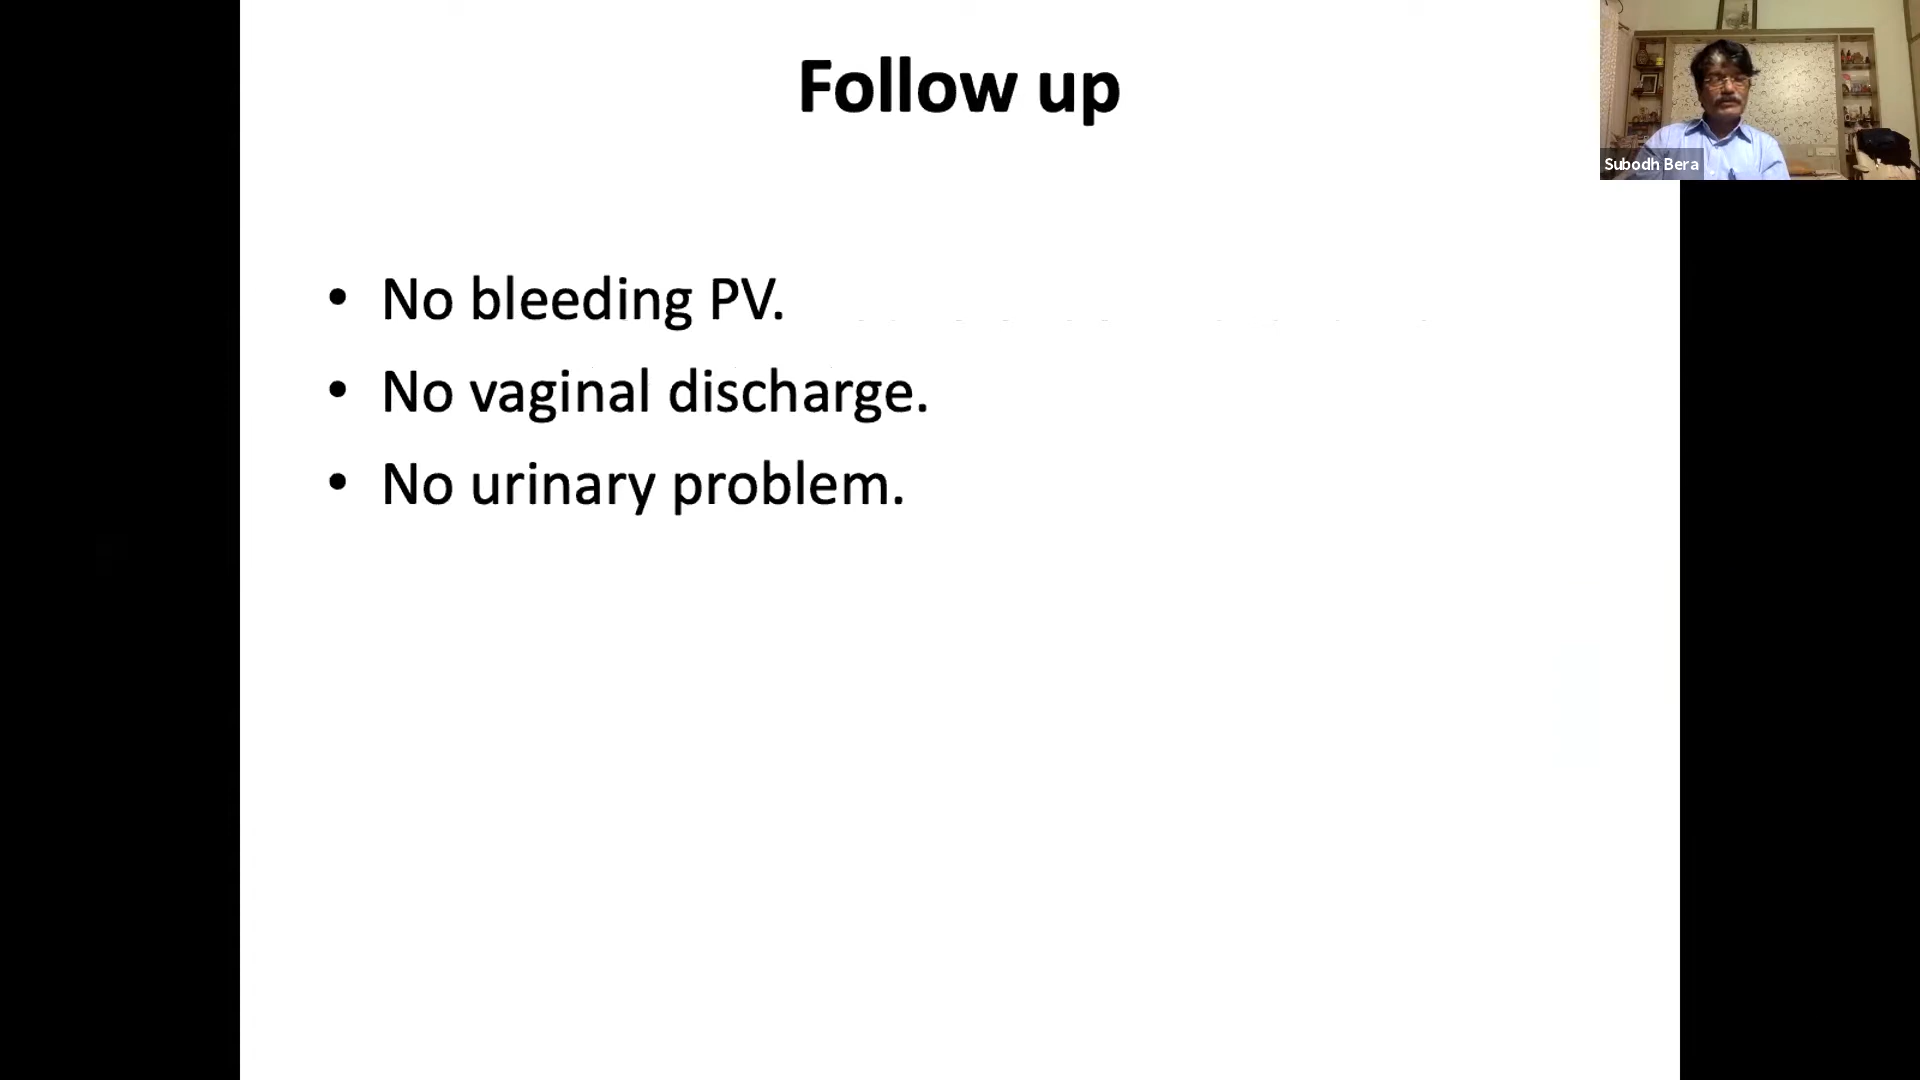 Follow up
Subodh Bera
• No bleeding PV.
• No vaginal discharge.
• No urinary problem.